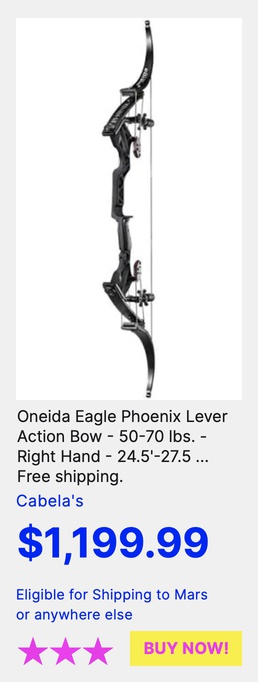 Oneida Eagle Phoenix Lever
Action Bow - 50-70 lbs. -
Right Hand - 24.5'-27.5 ...
Free shipping.
Cabela's
$1,199.99
Eligible for Shipping to Mars
or anywhere else
BUY NOW!